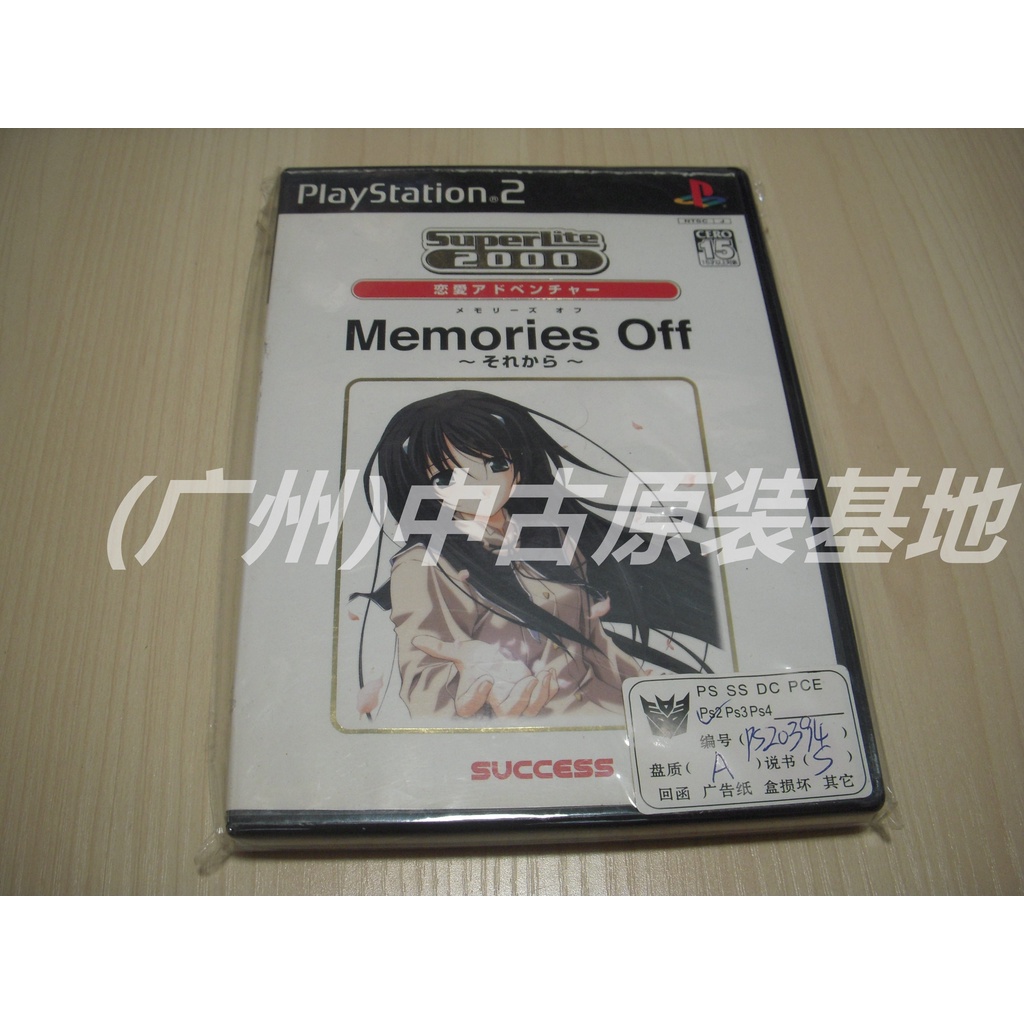 PlayStation®2
NTSC J
CERO
15
SuperLite
2000
恋愛アドベンチャー
メモリーズ オフ
Memories Off
～それから～
(广州)中古原装基地
SUCCESS
PS SS DC PCE
Ps2 Ps3 Ps4
编号(PS20394)
盘质(A)说书(S)
回函 广告纸 盒损坏 其它